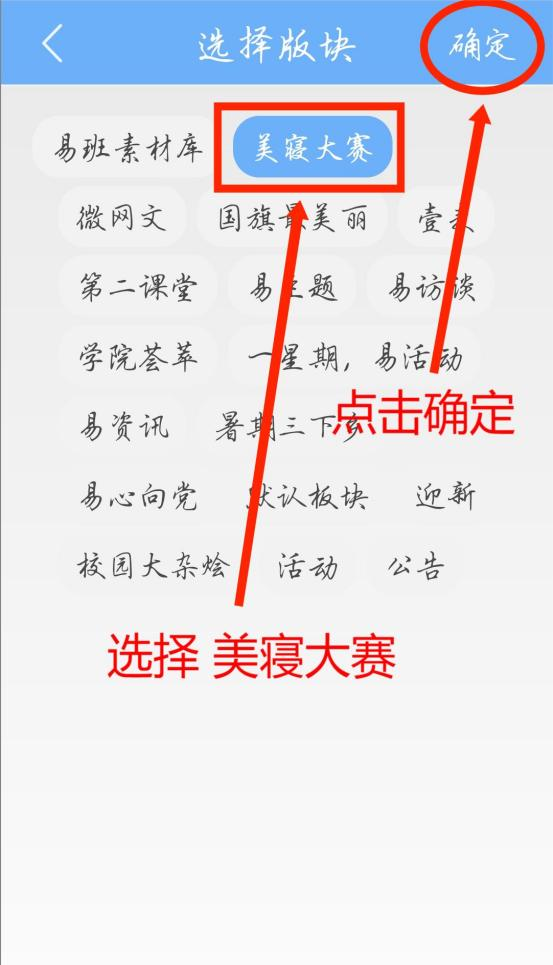 选择版块 确定
易班素材库 美寝大赛
微网文 国旗最美丽
第二课堂 易主题 易访谈
学院荟萃 一星期，易活动
点击确定
易资讯 暑期三下乡
易心向党 默认板块 迎新
校园大杂烩 活动 公告
选择 美寝大赛